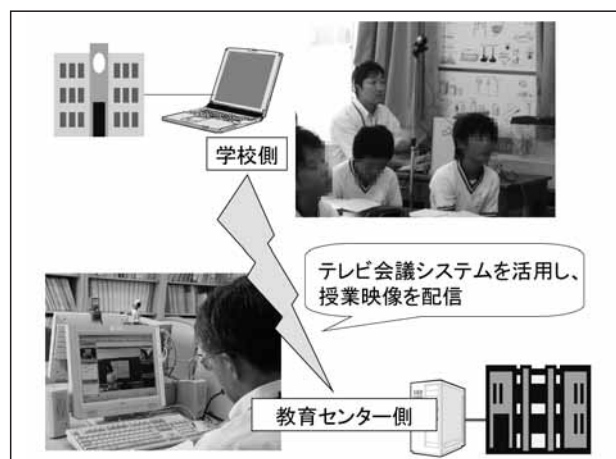 学校側
テレビ会議システムを活用し、
授業映像を配信
教育センター側